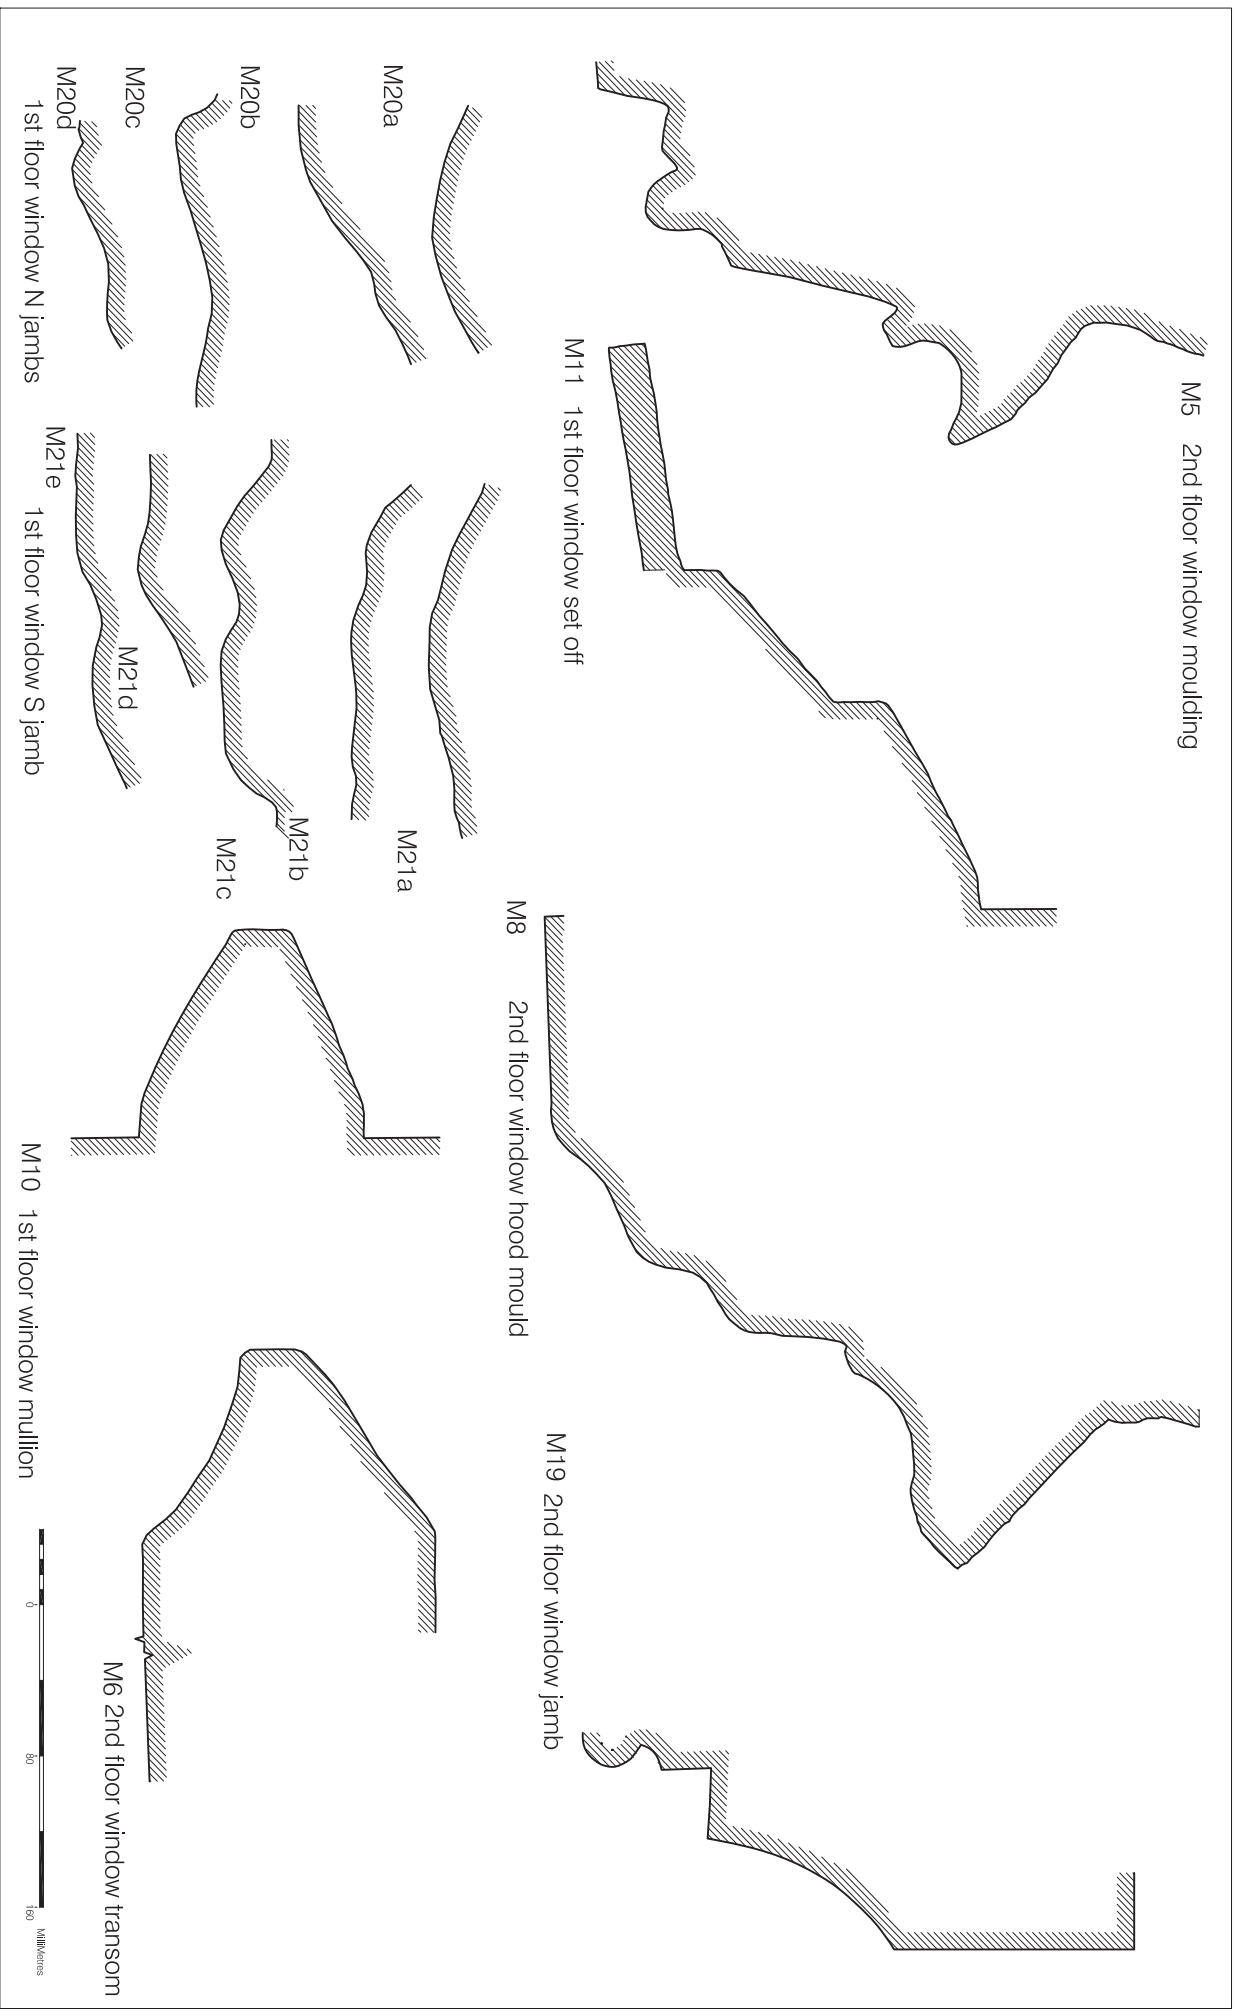 M5 2nd floor window moulding
M11 1st floor window set off
M8 2nd floor window hood mould
M19 2nd floor window jamb
M20a
M20b
M20c
M20d
1st floor window N jambs
M21a
M21b
M21c
M21d
M21e
1st floor window S jamb
M10 1st floor window mullion
M6 2nd floor window transom
0 80 160 MilliMetres